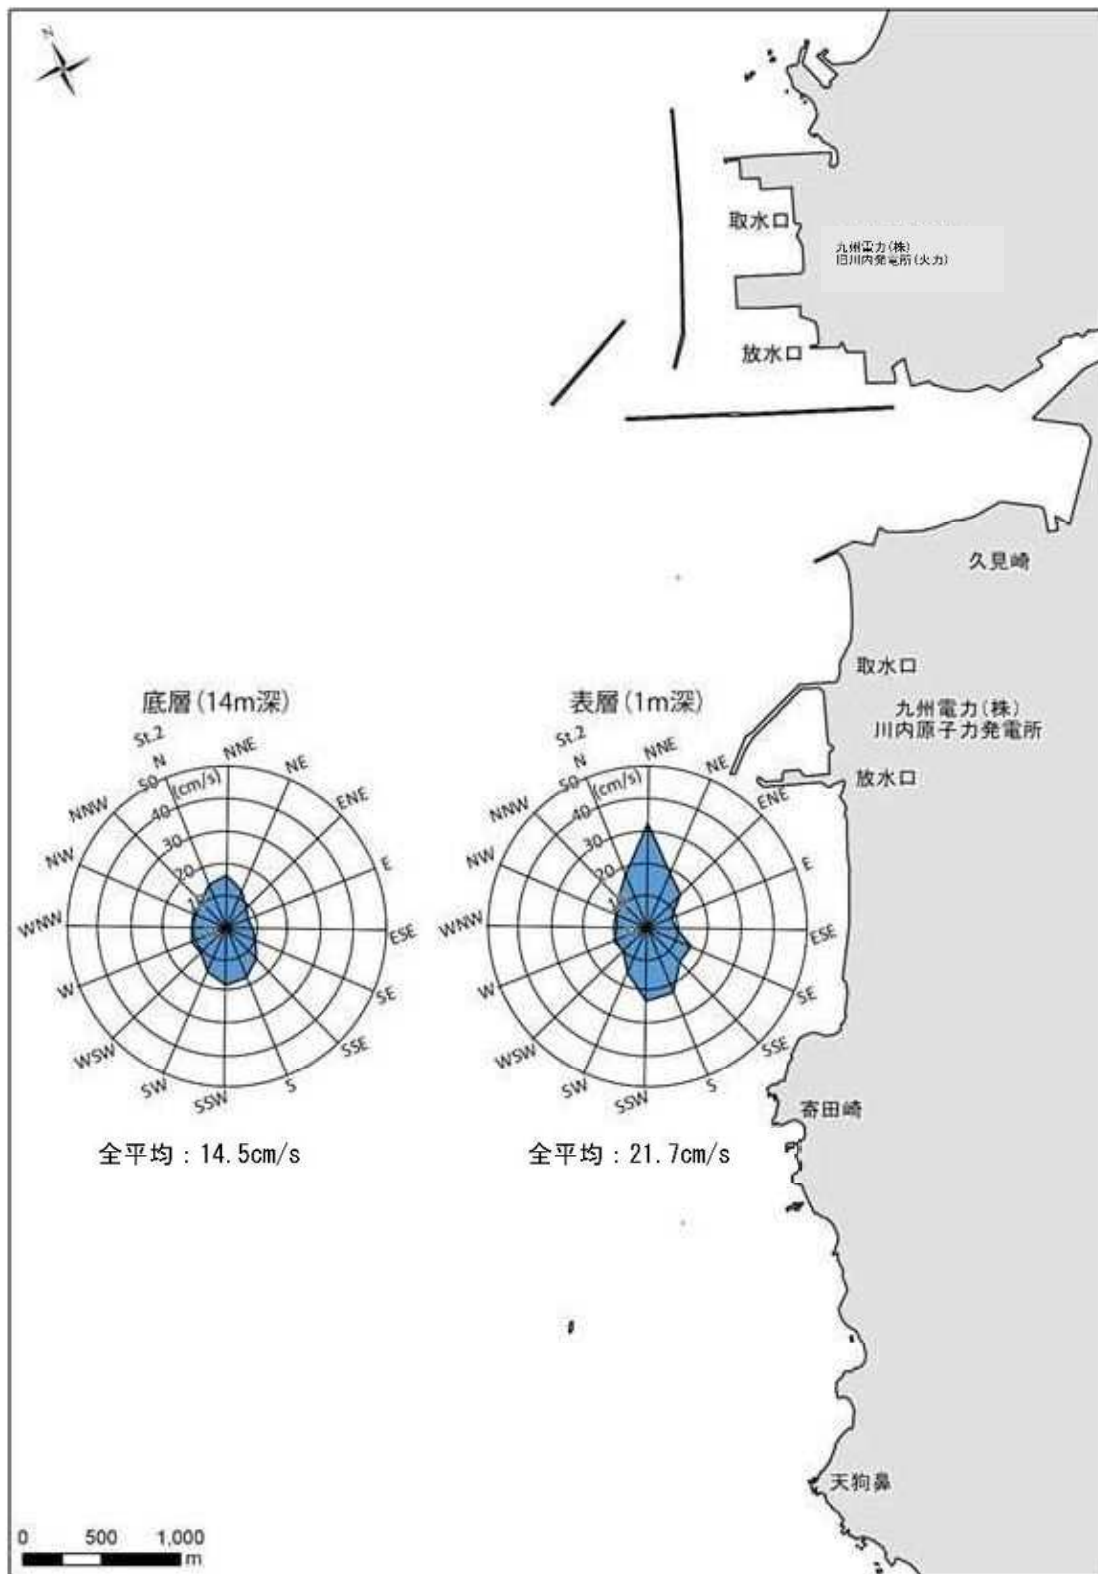 N
取水口
九州電力(株)
旧川内発電所(火力)
放水口
久見崎
取水口
九州電力(株)
川内原子力発電所
放水口
底層(14m深)
St.2
N
NNE
NE
ENE
E
ESE
SE
SSE
S
SSW
SW
WSW
W
WNW
NW
NNW
50
(cm/s)
40
30
20
10
表層(1m深)
St.2
N
NNE
NE
ENE
E
ESE
SE
SSE
S
SSW
SW
WSW
W
WNW
NW
NNW
50
(cm/s)
40
30
20
10
全平均：14.5cm/s
全平均：21.7cm/s
寄田崎
天狗鼻
0 500 1,000
m